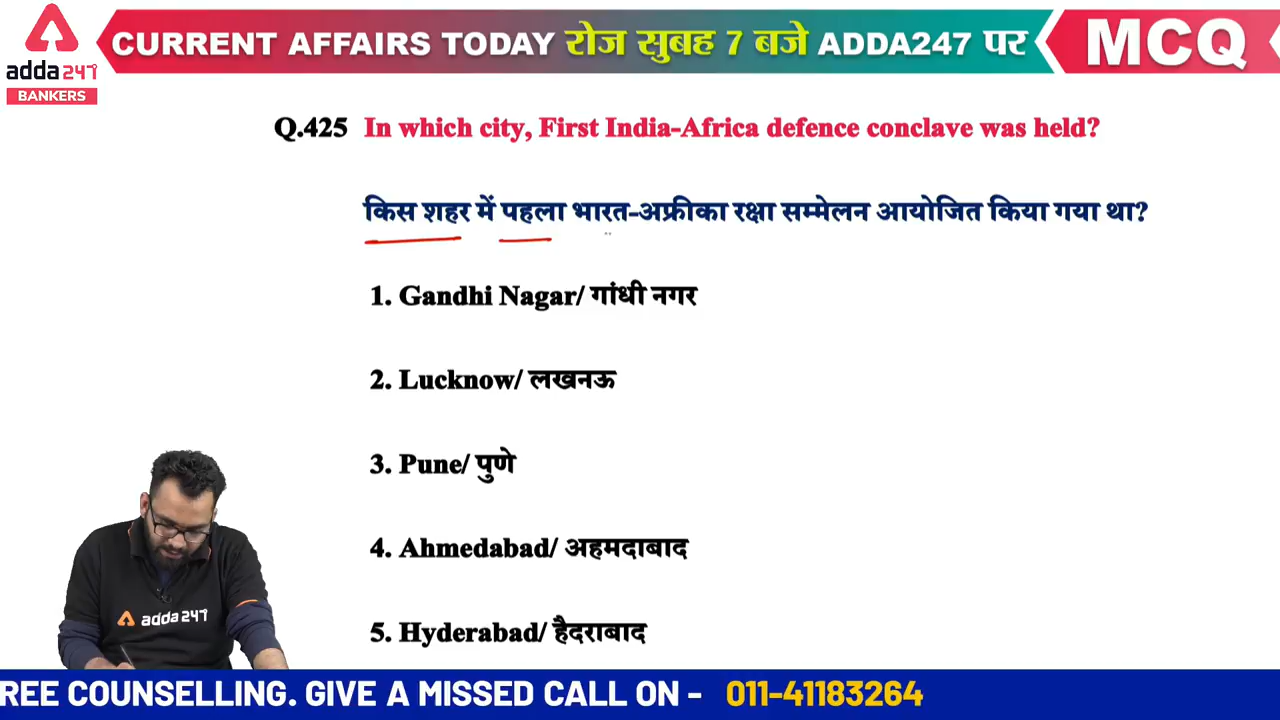 adda247
BANKERS
CURRENT AFFAIRS TODAY रोज सुबह 7 बजे ADDA247 पर
MCQ
Q.425 In which city, First India-Africa defence conclave was held?
किस शहर में पहला भारत-अफ्रीका रक्षा सम्मेलन आयोजित किया गया था?
1. Gandhi Nagar/ गांधी नगर
2. Lucknow/ लखनऊ
3. Pune/ पुणे
4. Ahmedabad/ अहमदाबाद
5. Hyderabad/ हैदराबाद
adda247
REE COUNSELLING. GIVE A MISSED CALL ON - 011-41183264